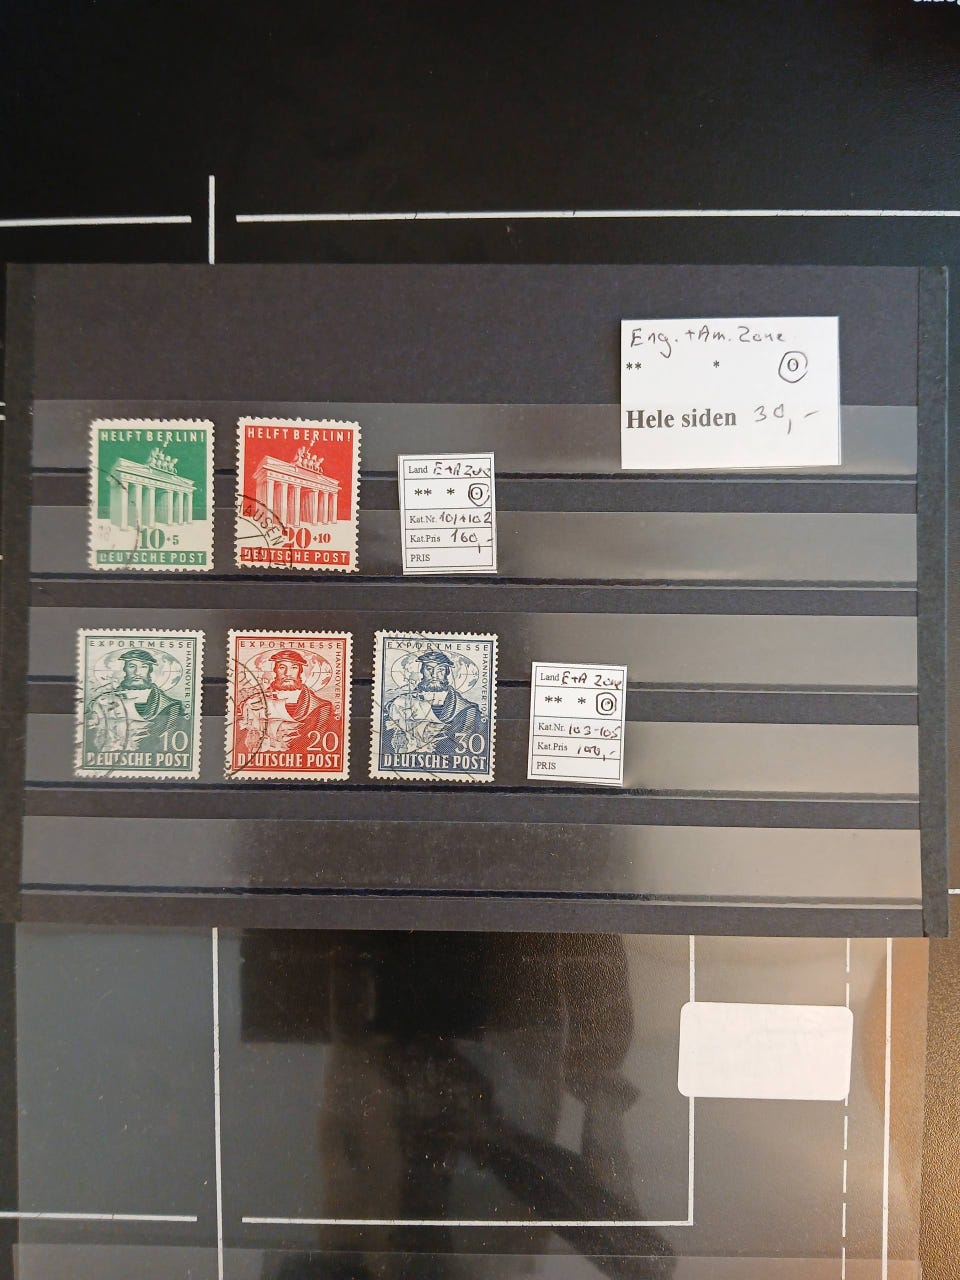 Eng. + Am. Zone
** * ⊙
Hele siden 30,-
HELFT BERLIN!
10+5
DEUTSCHE POST
HELFT BERLIN!
HAUSEN
20+10
DEUTSCHE POST
Land E+A Zone
** * ⊙
Kat.Nr. 101+102
Kat.Pris 160,-
PRIS
EXPORTMESSE HANNOVER 1949
10
DEUTSCHE POST
EXPORTMESSE HANNOVER 1949
20
DEUTSCHE POST
EXPORTMESSE HANNOVER 1949
30
DEUTSCHE POST
Land E+A Zone
** * ⊙
Kat.Nr. 103-105
Kat.Pris 100,-
PRIS